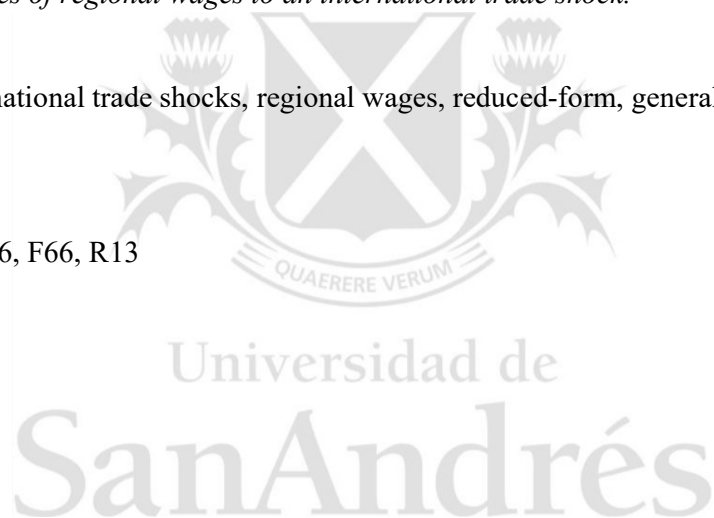 es of regional wages to an international trade shock.
national trade shocks, regional wages, reduced-form, general
6, F66, R13
QUAERERE VERUM
Universidad de
SanAndrés